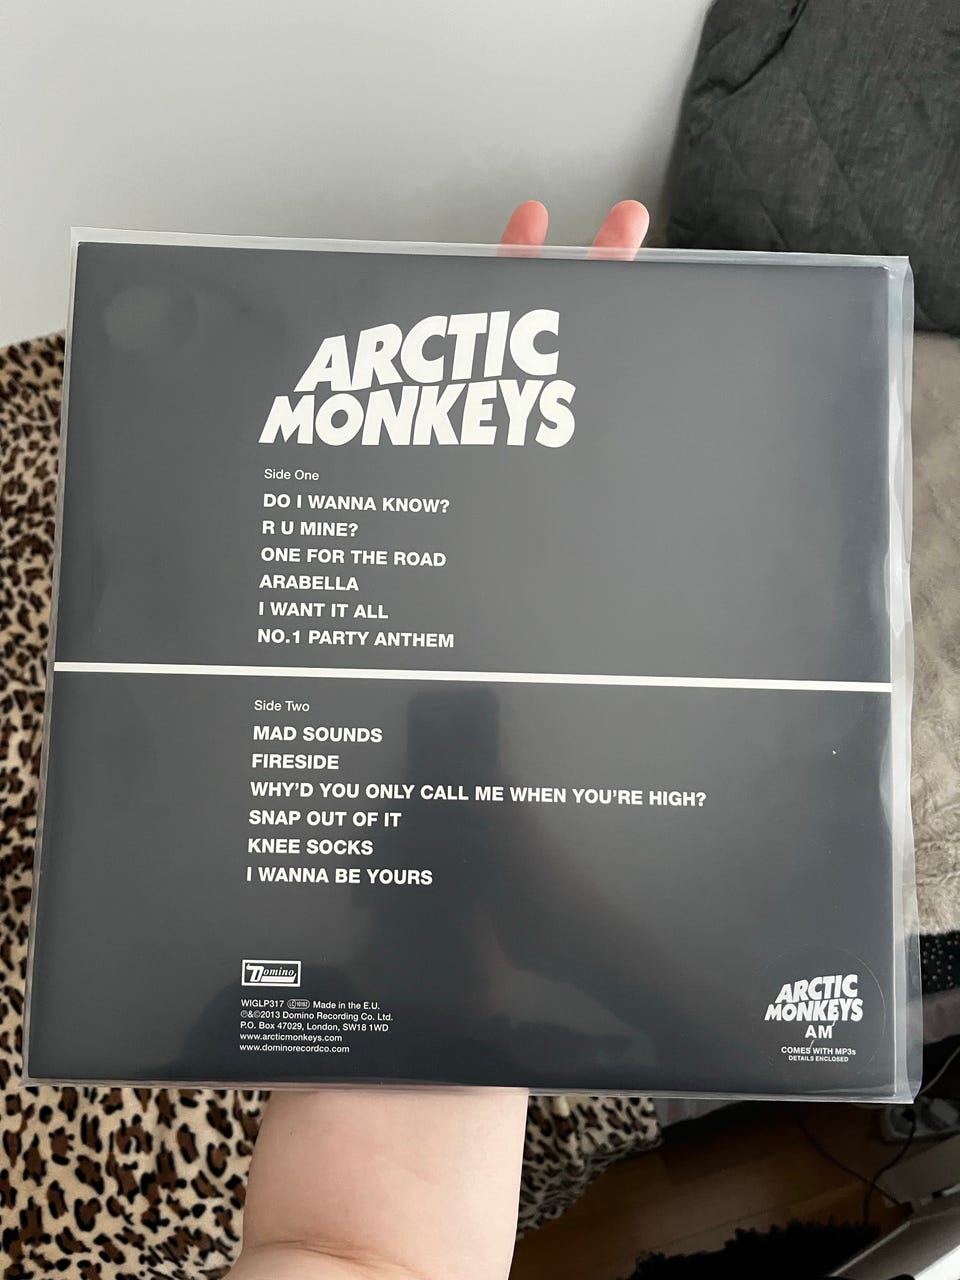 ARCTIC
MONKEYS
Side One
DO I WANNA KNOW?
R U MINE?
ONE FOR THE ROAD
ARABELLA
I WANT IT ALL
NO.1 PARTY ANTHEM
Side Two
MAD SOUNDS
FIRESIDE
WHY'D YOU ONLY CALL ME WHEN YOU'RE HIGH?
SNAP OUT OF IT
KNEE SOCKS
I WANNA BE YOURS
Domino
WIGLP317 LC 10192 Made in the E.U.
℗&©2013 Domino Recording Co. Ltd.
P.O. Box 47029, London, SW18 1WD
www.arcticmonkeys.com
www.dominorecordco.com
ARCTIC
MONKEYS
AM
COMES WITH MP3s
DETAILS ENCLOSED